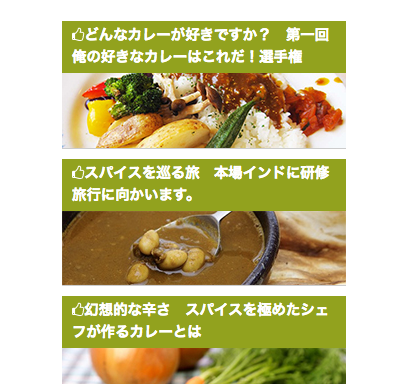 どんなカレーが好きですか？　第一回
俺の好きなカレーはこれだ！選手権
スパイスを巡る旅　本場インドに研修
旅行に向かいます。
幻想的な辛さ　スパイスを極めたシェ
フが作るカレーとは